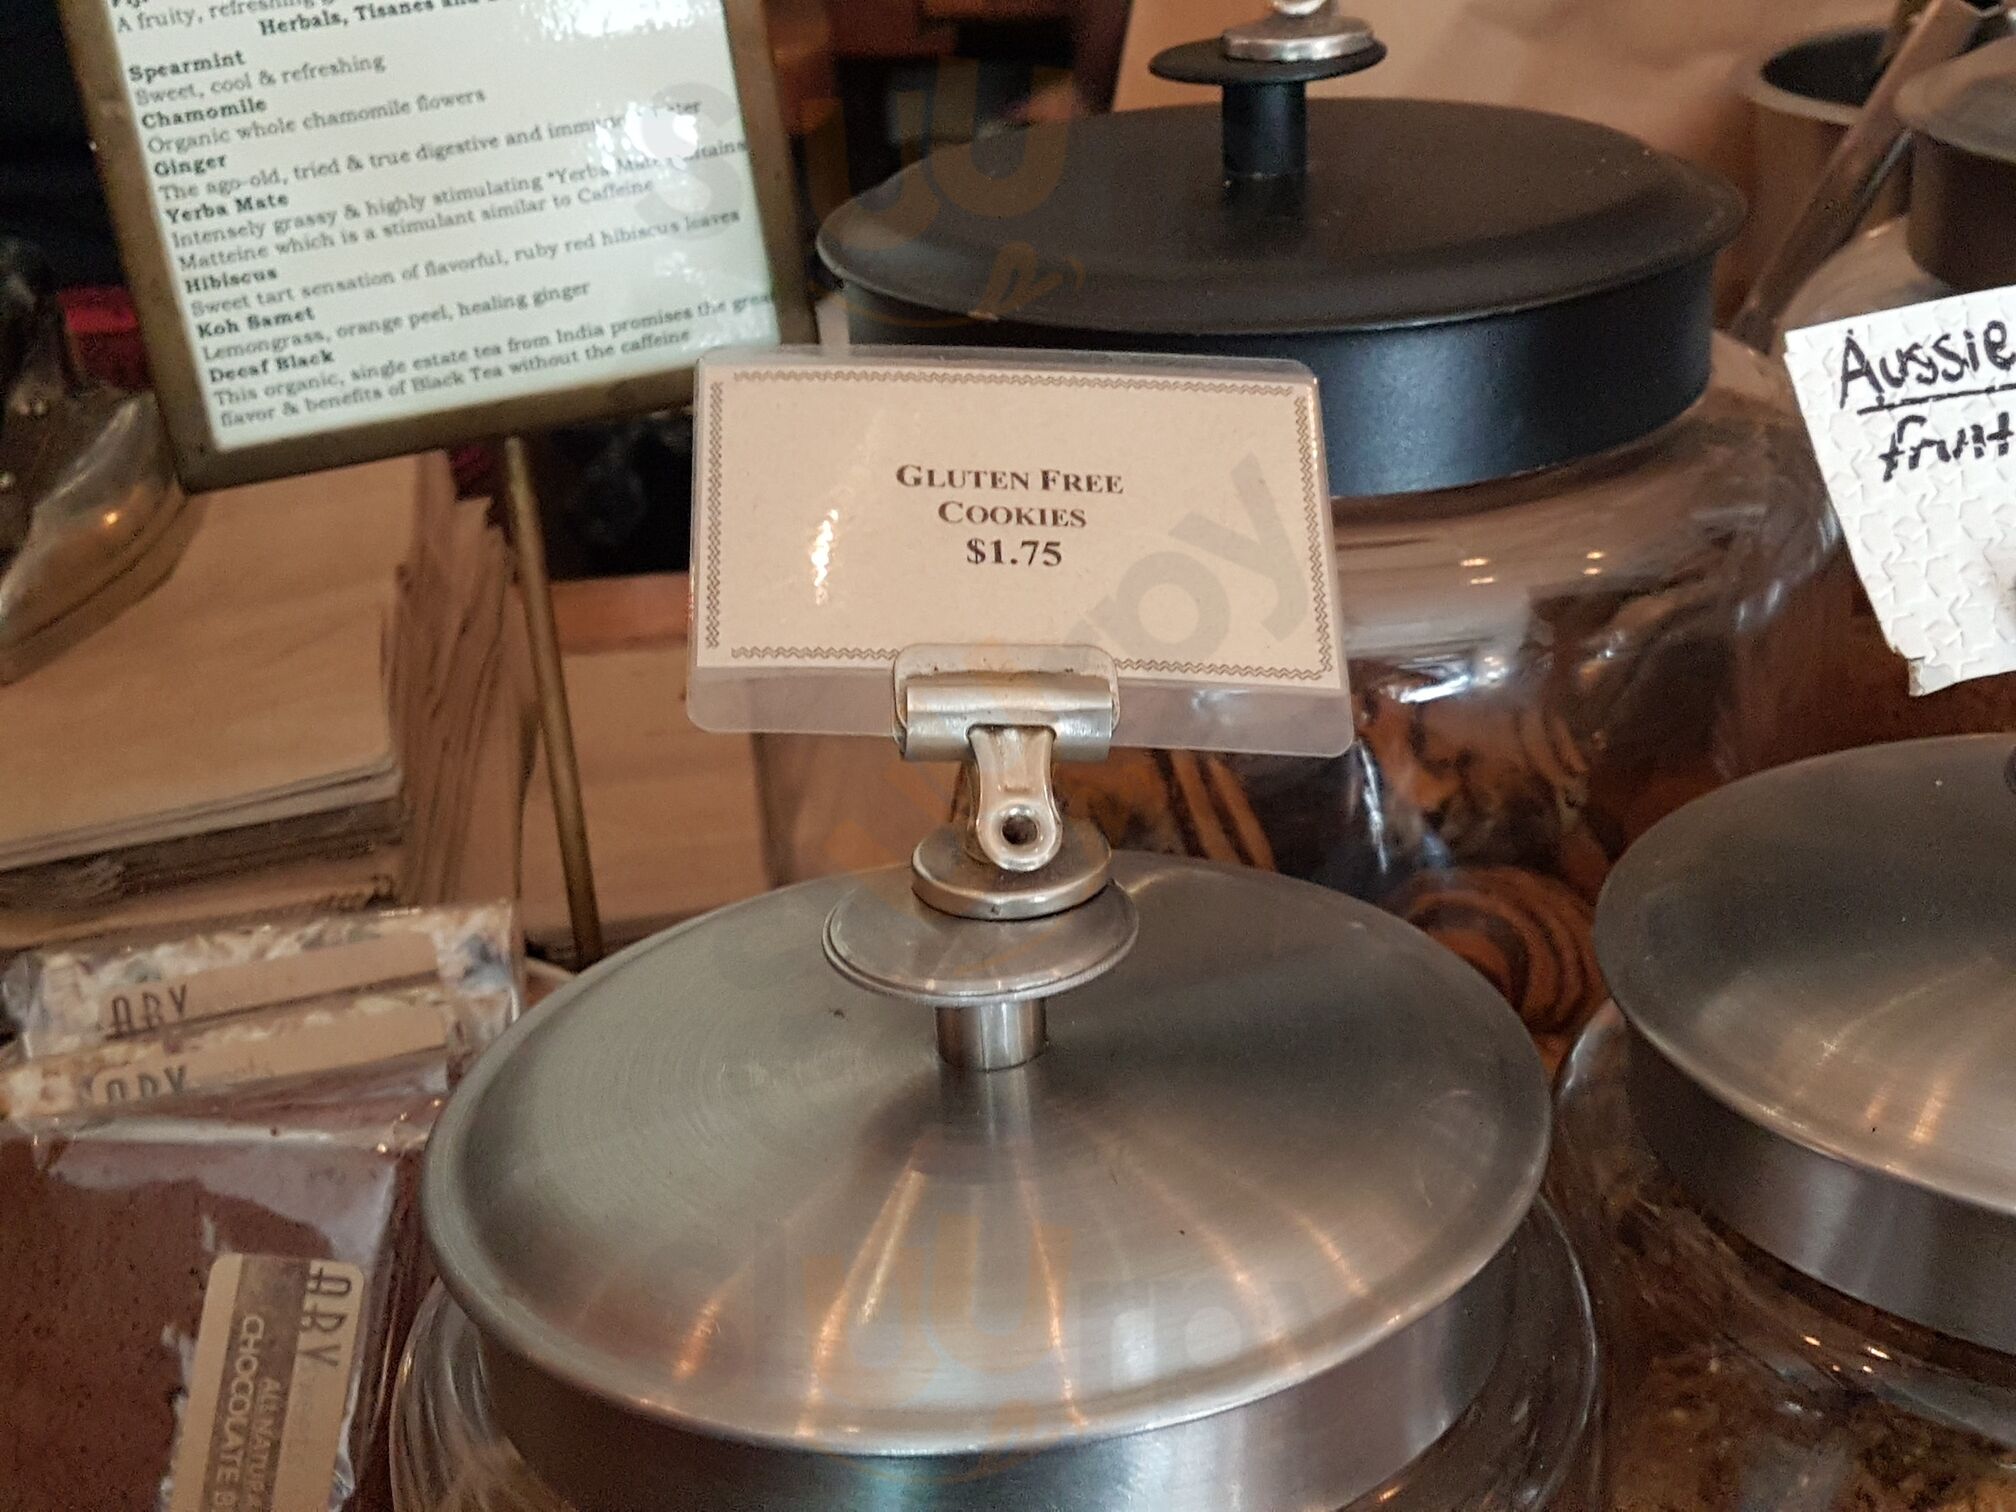 A fruity, refreshing
Herbals, Tisanes and
Spearmint
Sweet, cool & refreshing
Chamomile
Organic whole chamomile flowers
Ginger
The ago-old, tried & true digestive and immune
Yerba Mate
Intensely grassy & highly stimulating "Yerba Mate
Matteine which is a stimulant similar to Caffeine
Hibiscus
Sweet tart sensation of flavorful, ruby red hibiscus leaves
Koh Samet
Lemongrass, orange peel, healing ginger
Decaf Black
This organic, single estate tea from India promises the
flavor & benefits of Black Tea without the caffeine
GLUTEN FREE
COOKIES
$1.75
Aussie
fruit
ARY
ARY
ARY
CHOCOLATE